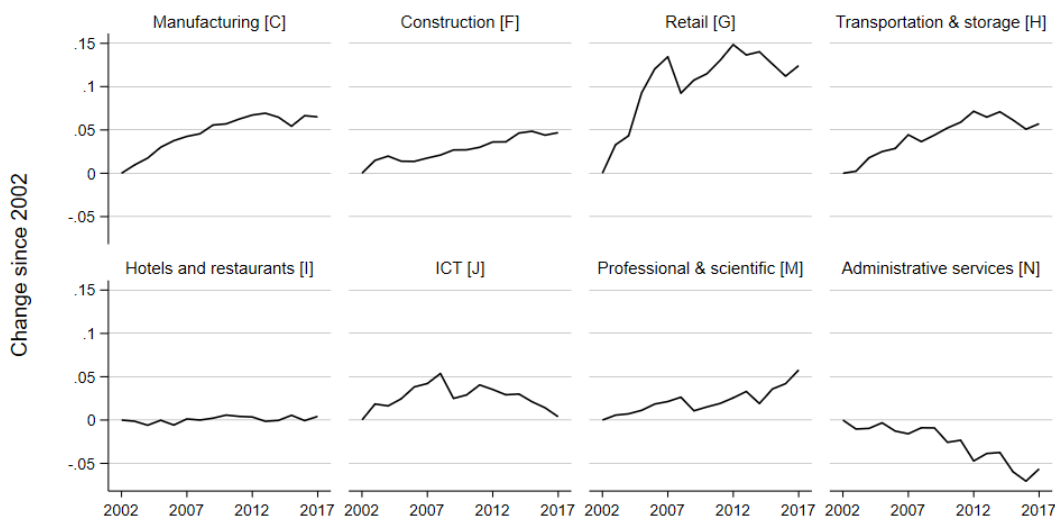 Manufacturing [C] Construction [F] Retail [G] Transportation & storage [H]
.15
.1
.05
0
-.05
Change since 2002
Hotels and restaurants [I] ICT [J] Professional & scientific [M] Administrative services [N]
.15
.1
.05
0
-.05
2002 2007 2012 2017 2002 2007 2012 2017 2002 2007 2012 2017 2002 2007 2012 2017